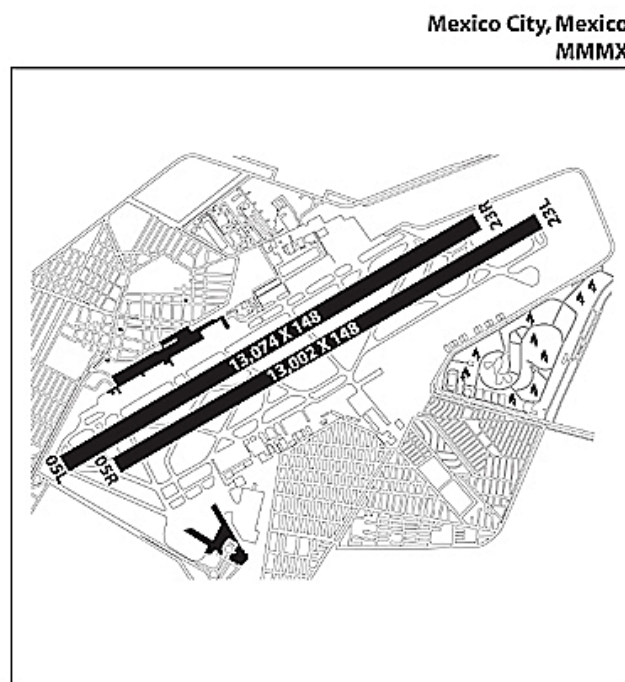 Mexico City, Mexico
MMMX
23R
23L
13,074 X 148
13,002 X 148
05L
05R